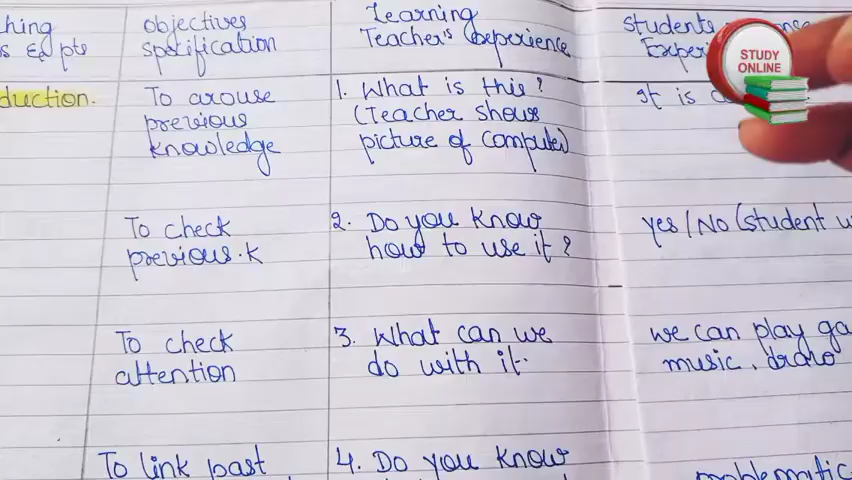 hing
s & pts
objectives
specification
Learning
Teacher's Experience
students
Experi
STUDY
ONLINE
duction.
To arouse
previous
knowledge
1. What is this?
(Teacher shows
picture of computer)
It is
To check
previous.K
2. Do you know
how to use it?
yes/No (student
To check
attention
3. What can we
do with it.
we can play ga
music,
To link past
4. Do you know
problematic